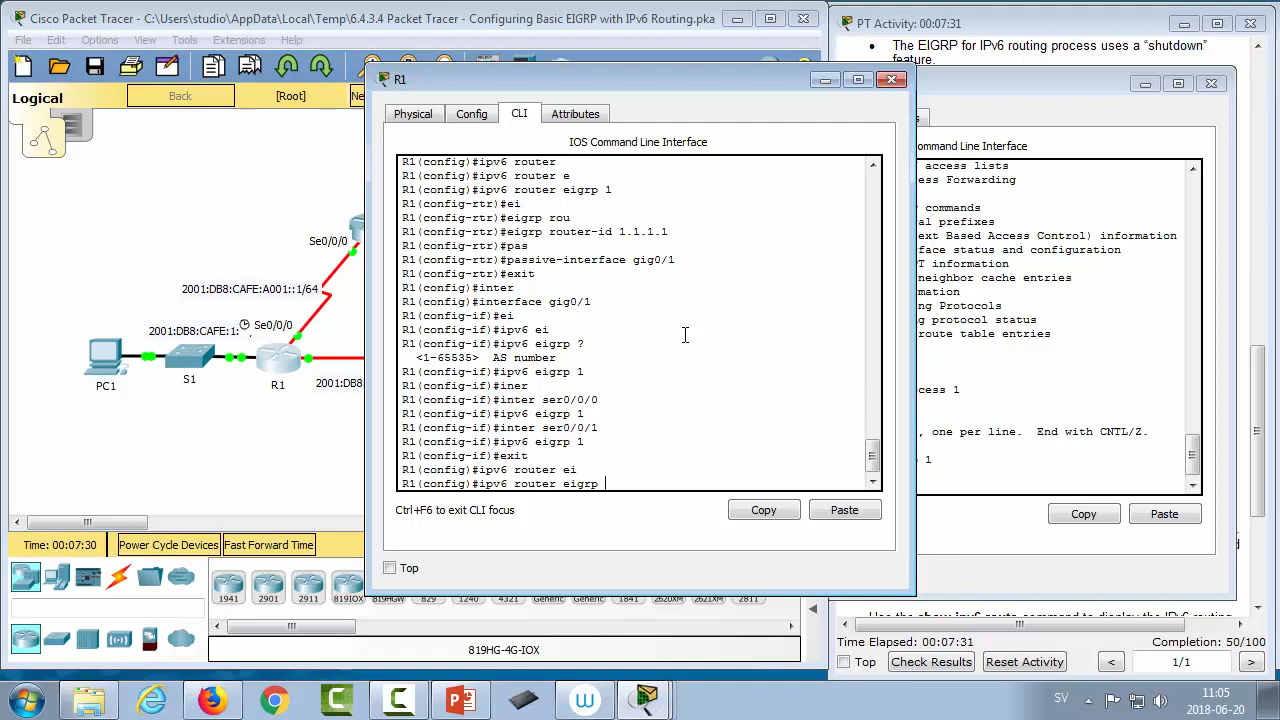 Cisco Packet Tracer - C:\Users\studio\AppData\Local\Temp\6.4.3.4 Packet Tracer - Configuring Basic EIGRP with IPv6 Routing.pka
File Edit Options View Tools Extensions Help
Logical
Back
[Root]
Ne
Se0/0/0
2001:DB8:CAFE:A001::1/64
2001:DB8:CAFE:1:
Se0/0/0
PC1
S1
R1
2001:DB8
Time: 00:07:30
Power Cycle Devices
Fast Forward Time
1941 2901 2911 819IOX 819HGW 829 1240 4321 Generic Generic 1841 2620XM 2621XM 2811
819HG-4G-IOX
R1
Physical Config CLI Attributes
IOS Command Line Interface
R1(config)#ipv6 router
R1(config)#ipv6 router e
R1(config)#ipv6 router eigrp 1
R1(config-rtr)#ei
R1(config-rtr)#eigrp rou
R1(config-rtr)#eigrp router-id 1.1.1.1
R1(config-rtr)#pas
R1(config-rtr)#passive-interface gig0/1
R1(config-rtr)#exit
R1(config)#inter
R1(config)#interface gig0/1
R1(config-if)#ei
R1(config-if)#ipv6 ei
R1(config-if)#ipv6 eigrp ?
<1-65535> AS number
R1(config-if)#ipv6 eigrp 1
R1(config-if)#iner
R1(config-if)#inter ser0/0/0
R1(config-if)#ipv6 eigrp 1
R1(config-if)#inter ser0/0/1
R1(config-if)#ipv6 eigrp 1
R1(config-if)#exit
R1(config)#ipv6 router ei
R1(config)#ipv6 router eigrp
Ctrl+F6 to exit CLI focus
Copy
Paste
Top
PT Activity: 00:07:31
The EIGRP for IPv6 routing process uses a "shutdown"
feature.
ommand Line Interface
access lists
ess Forwarding
commands
al prefixes
ext Based Access Control) information
face status and configuration
T information
neighbor cache entries
mation
ng Protocols
g protocol status
route table entries
cess 1
, one per line. End with CNTL/Z.
1
Copy
Paste
Use the show ipv6 route command to display the IPv6 routing
Time Elapsed: 00:07:31
Completion: 50/100
Top
Check Results
Reset Activity
<
1/1
>
SV
11:05
2018-06-20